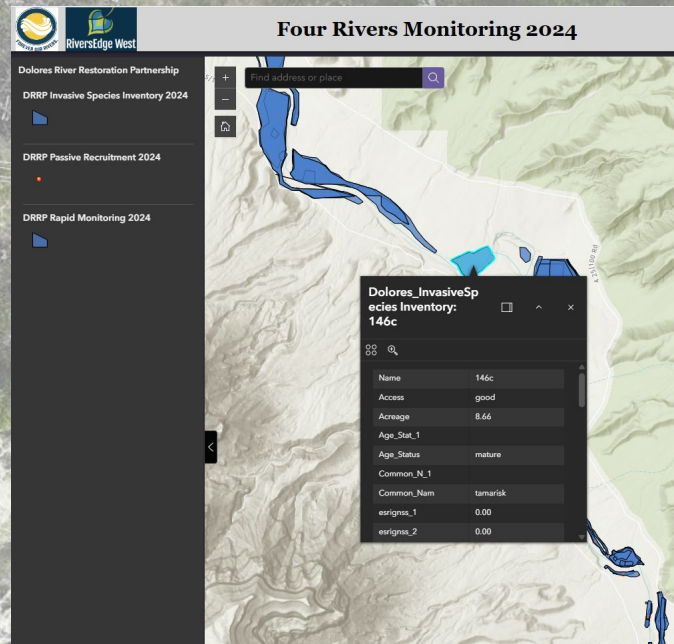 FOREVER OUR RIVERS
RiversEdge West
Four Rivers Monitoring 2024
Dolores River Restoration Partnership
DRRP Invasive Species Inventory 2024
DRRP Passive Recruitment 2024
DRRP Rapid Monitoring 2024
+
Find address or place
−
Dolores_InvasiveSp
ecies Inventory:
146c
Name 146c
Access good
Acreage 8.66
Age_Stat_1
Age_Status mature
Common_N_1
Common_Nam tamarisk
esrignss_1 0.00
esrignss_2 0.00